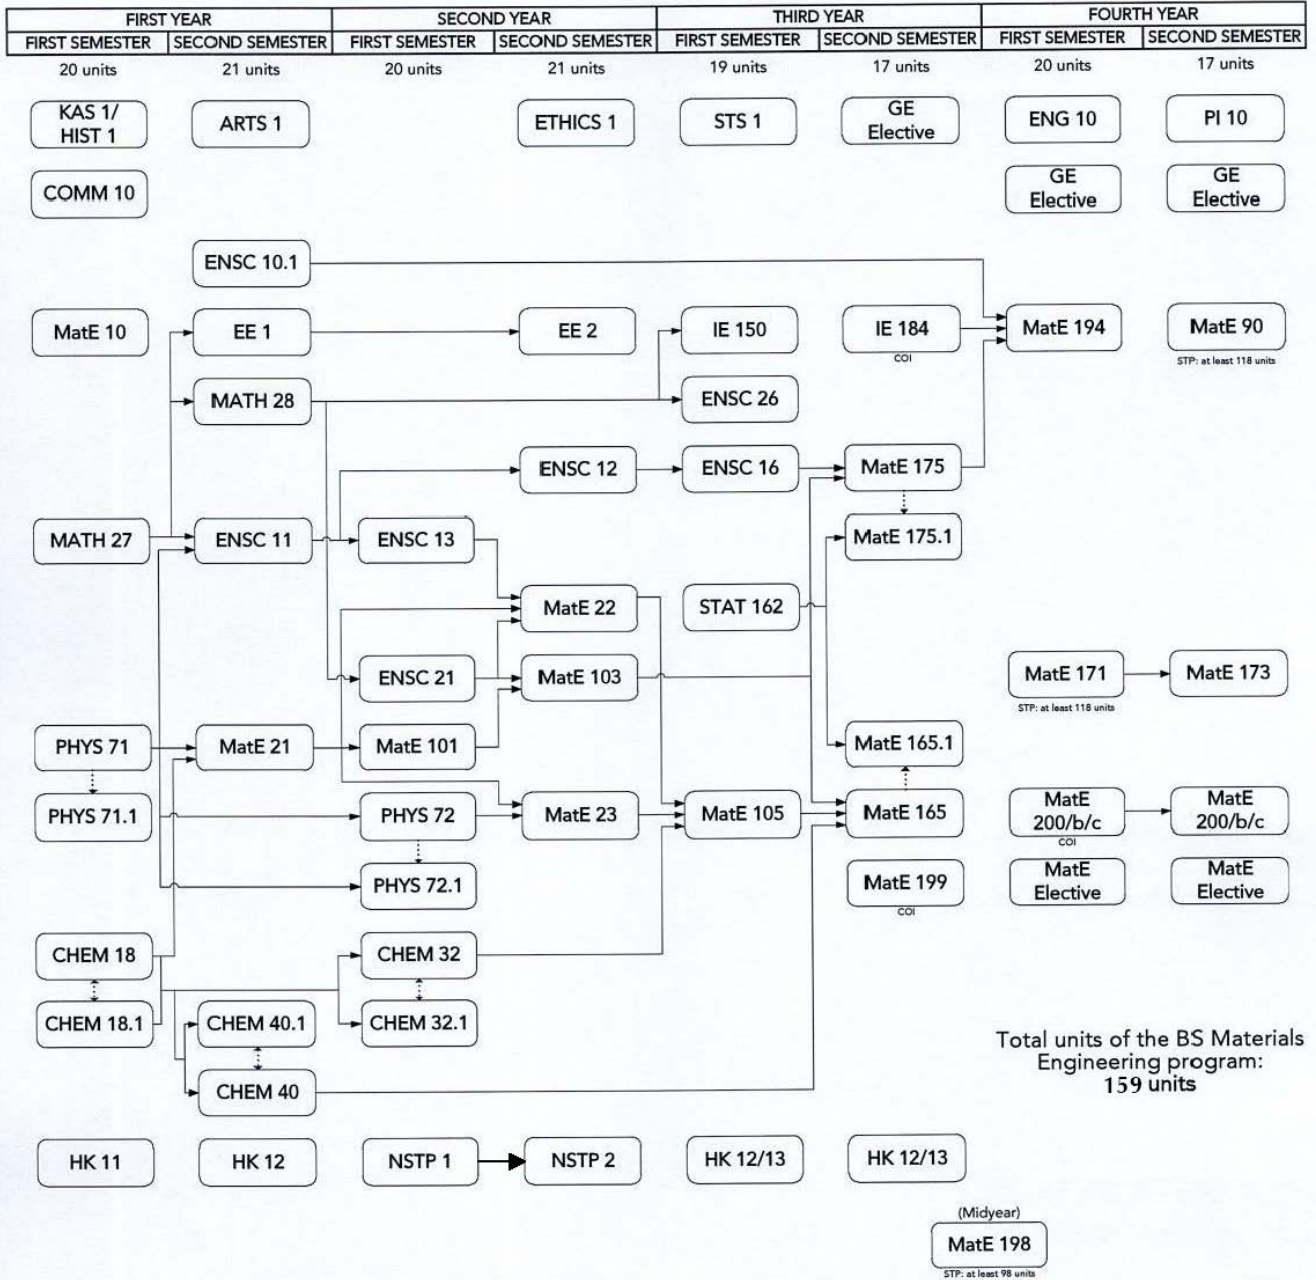 FIRST YEAR SECOND YEAR THIRD YEAR FOURTH YEAR
FIRST SEMESTER SECOND SEMESTER FIRST SEMESTER SECOND SEMESTER FIRST SEMESTER SECOND SEMESTER FIRST SEMESTER SECOND SEMESTER
20 units 21 units 20 units 21 units 19 units 17 units 20 units 17 units
KAS 1/
HIST 1
ARTS 1
ETHICS 1
STS 1
GE
Elective
ENG 10
PI 10
COMM 10
GE
Elective
GE
Elective
ENSC 10.1
MatE 10
EE 1
EE 2
IE 150
IE 184
COI
MatE 194
MatE 90
STP: at least 118 units
MATH 28
ENSC 26
ENSC 12
ENSC 16
MatE 175
MATH 27
ENSC 11
ENSC 13
MatE 175.1
MatE 22
STAT 162
ENSC 21
MatE 103
MatE 171
STP: at least 118 units
MatE 173
PHYS 71
MatE 21
MatE 101
MatE 165.1
PHYS 71.1
PHYS 72
MatE 23
MatE 105
MatE 165
MatE
200/b/c
COI
MatE
200/b/c
PHYS 72.1
MatE 199
COI
MatE
Elective
MatE
Elective
CHEM 18
CHEM 32
CHEM 18.1
CHEM 40.1
CHEM 32.1
CHEM 40
Total units of the BS Materials
Engineering program:
159 units
HK 11
HK 12
NSTP 1
NSTP 2
HK 12/13
HK 12/13
(Midyear)
MatE 198
STP: at least 98 units